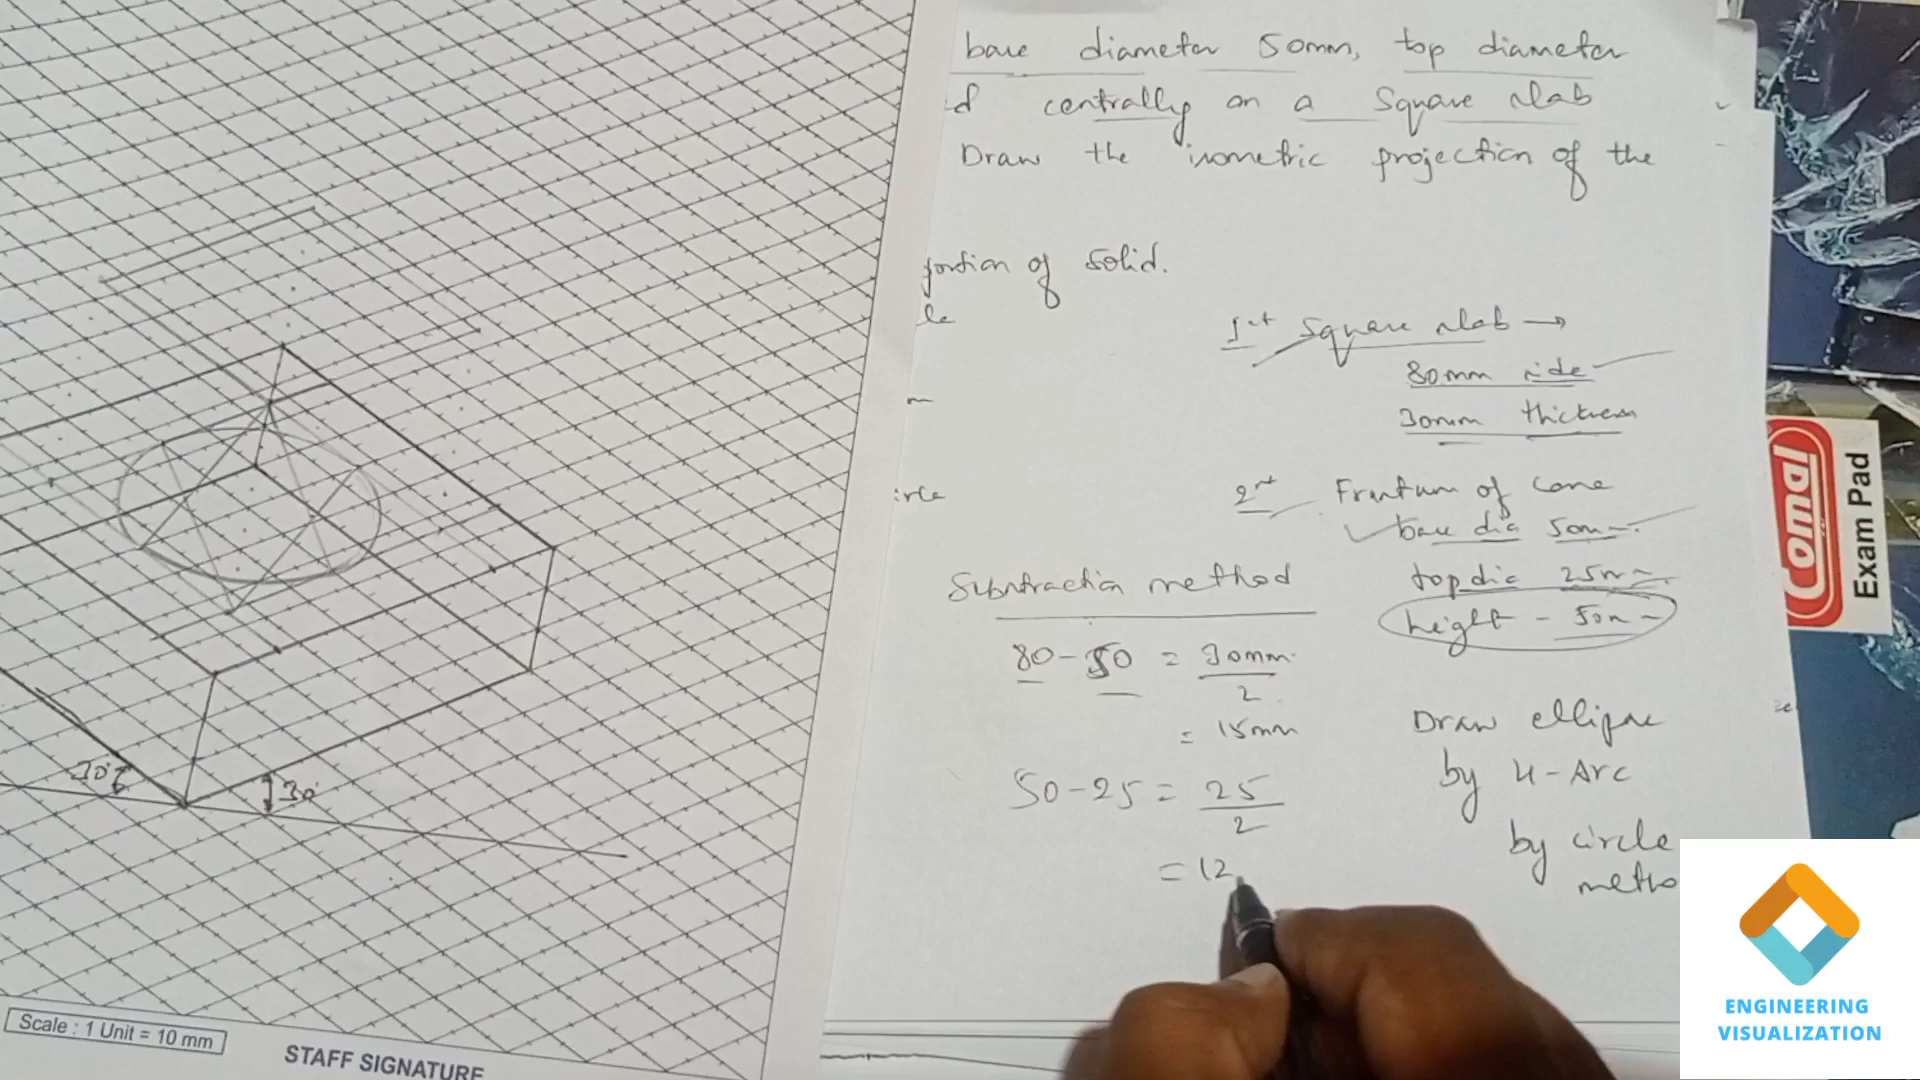 base diameter 50mm, top diameter
d centrally on a square slab
Draw the isometric projection of the
portion of solid.
le
1st square slab →
80mm side
30mm thickness
m
2nd Frustum of cone
ircle
base dia 50mm.
top dia 25mm
height - 50mm
Subtraction method
80-50 = 30mm
2
= 15mm
50-25 = 25
2
= 12
Draw ellipse
by 4-Arc
by circle
metho
30°
30°
Scale : 1 Unit = 10 mm
STAFF SIGNATURE
Comal
Exam Pad
ENGINEERING
VISUALIZATION